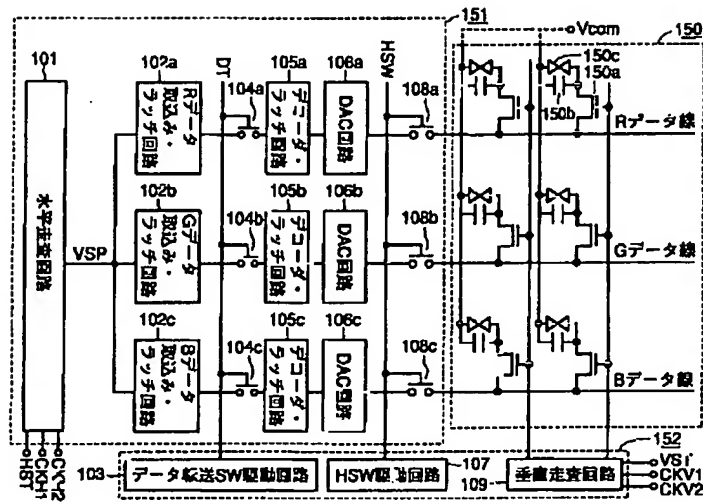 151
Vcom
150
101
102a
DT
105a
106a
HSW
150c
150a
150b
104a
108a
Rデータ
取込み・
ラッチ回路
デコーダ・
ラッチ回路
DAC回路
Rデータ線
水平走査回路
VSP
102b
105b
106b
104b
108b
Gデータ
取込み・
ラッチ回路
デコーダ・
ラッチ回路
DAC回路
Gデータ線
102c
105c
106c
104c
108c
Bデータ
取込み・
ラッチ回路
デコーダ・
ラッチ回路
DAC回路
Bデータ線
HST
CKH1
CKH2
152
103
データ転送SW駆動回路
HSW駆動回路
107
109
垂直走査回路
VST
CKV1
CKV2